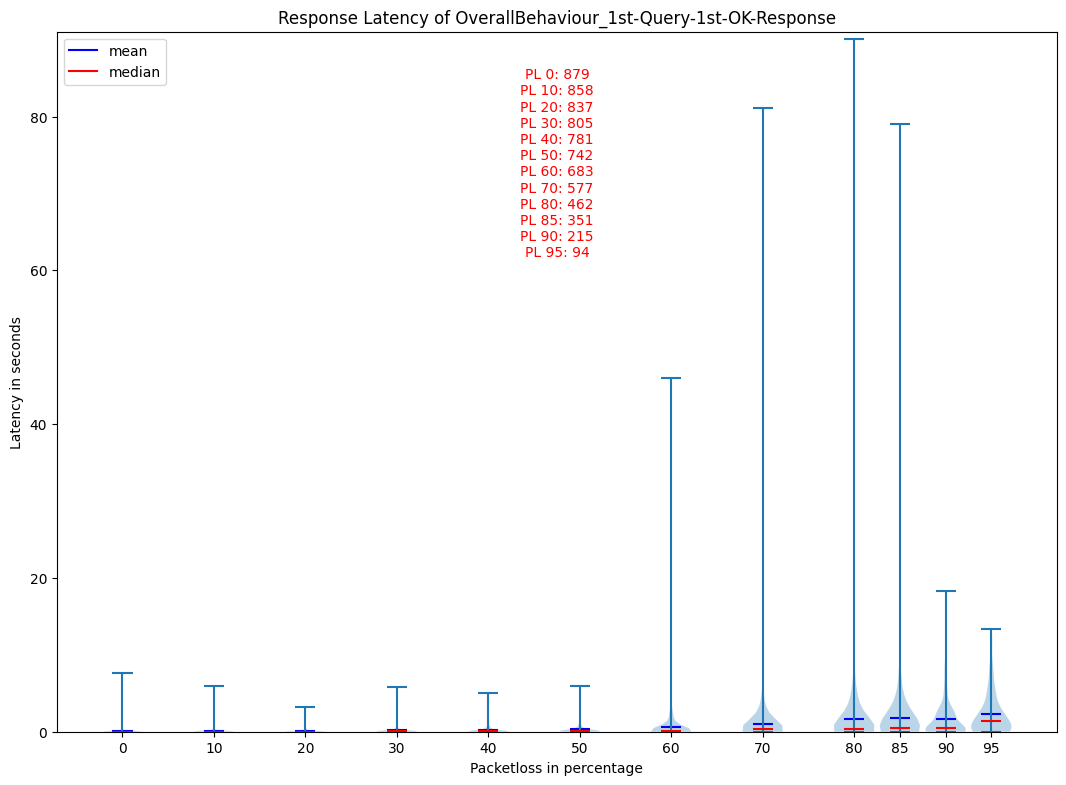 Response Latency of OverallBehaviour_1st-Query-1st-OK-Response
mean
median
PL 0: 879
PL 10: 858
PL 20: 837
PL 30: 805
PL 40: 781
PL 50: 742
PL 60: 683
PL 70: 577
PL 80: 462
PL 85: 351
PL 90: 215
PL 95: 94
Latency in seconds
80
60
40
20
0
0 10 20 30 40 50 60 70 80 85 90 95
Packetloss in percentage